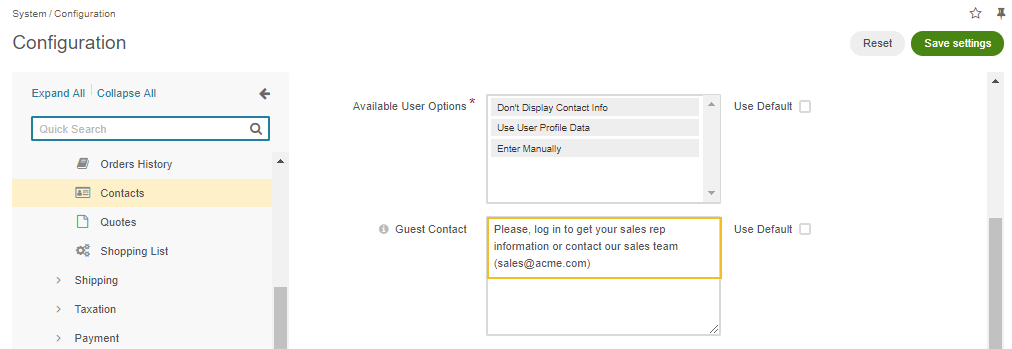 System / Configuration
Configuration
Reset
Save settings
Expand All
Collapse All
Quick Search
Orders History
Contacts
Quotes
Shopping List
Shipping
Taxation
Payment
Available User Options *
Don't Display Contact Info
Use User Profile Data
Enter Manually
Use Default
Guest Contact
Please, log in to get your sales rep
information or contact our sales team
(sales@acme.com)
Use Default